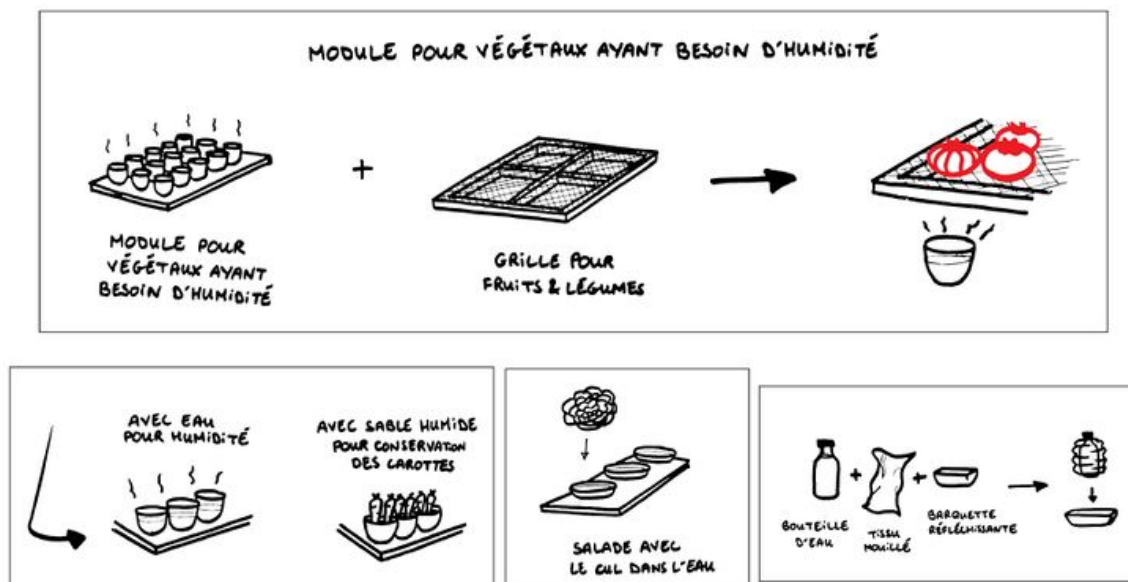 MODULE POUR VÉGÉTAUX AYANT BESOIN D'HUMIDITÉ
MODULE POUR
VÉGÉTAUX AYANT
BESOIN D'HUMIDITÉ
GRILLE POUR
FRUITS & LÉGUMES
AVEC EAU
POUR HUMIDITÉ
AVEC SABLE HUMIDE
POUR CONSERVATION
DES CAROTTES
SALADE AVEC
LE CUL DANS L'EAU
BOUTEILLE
D'EAU
TISSU
MOUILLÉ
BARQUETTE
RÉFLÉCHISSANTE